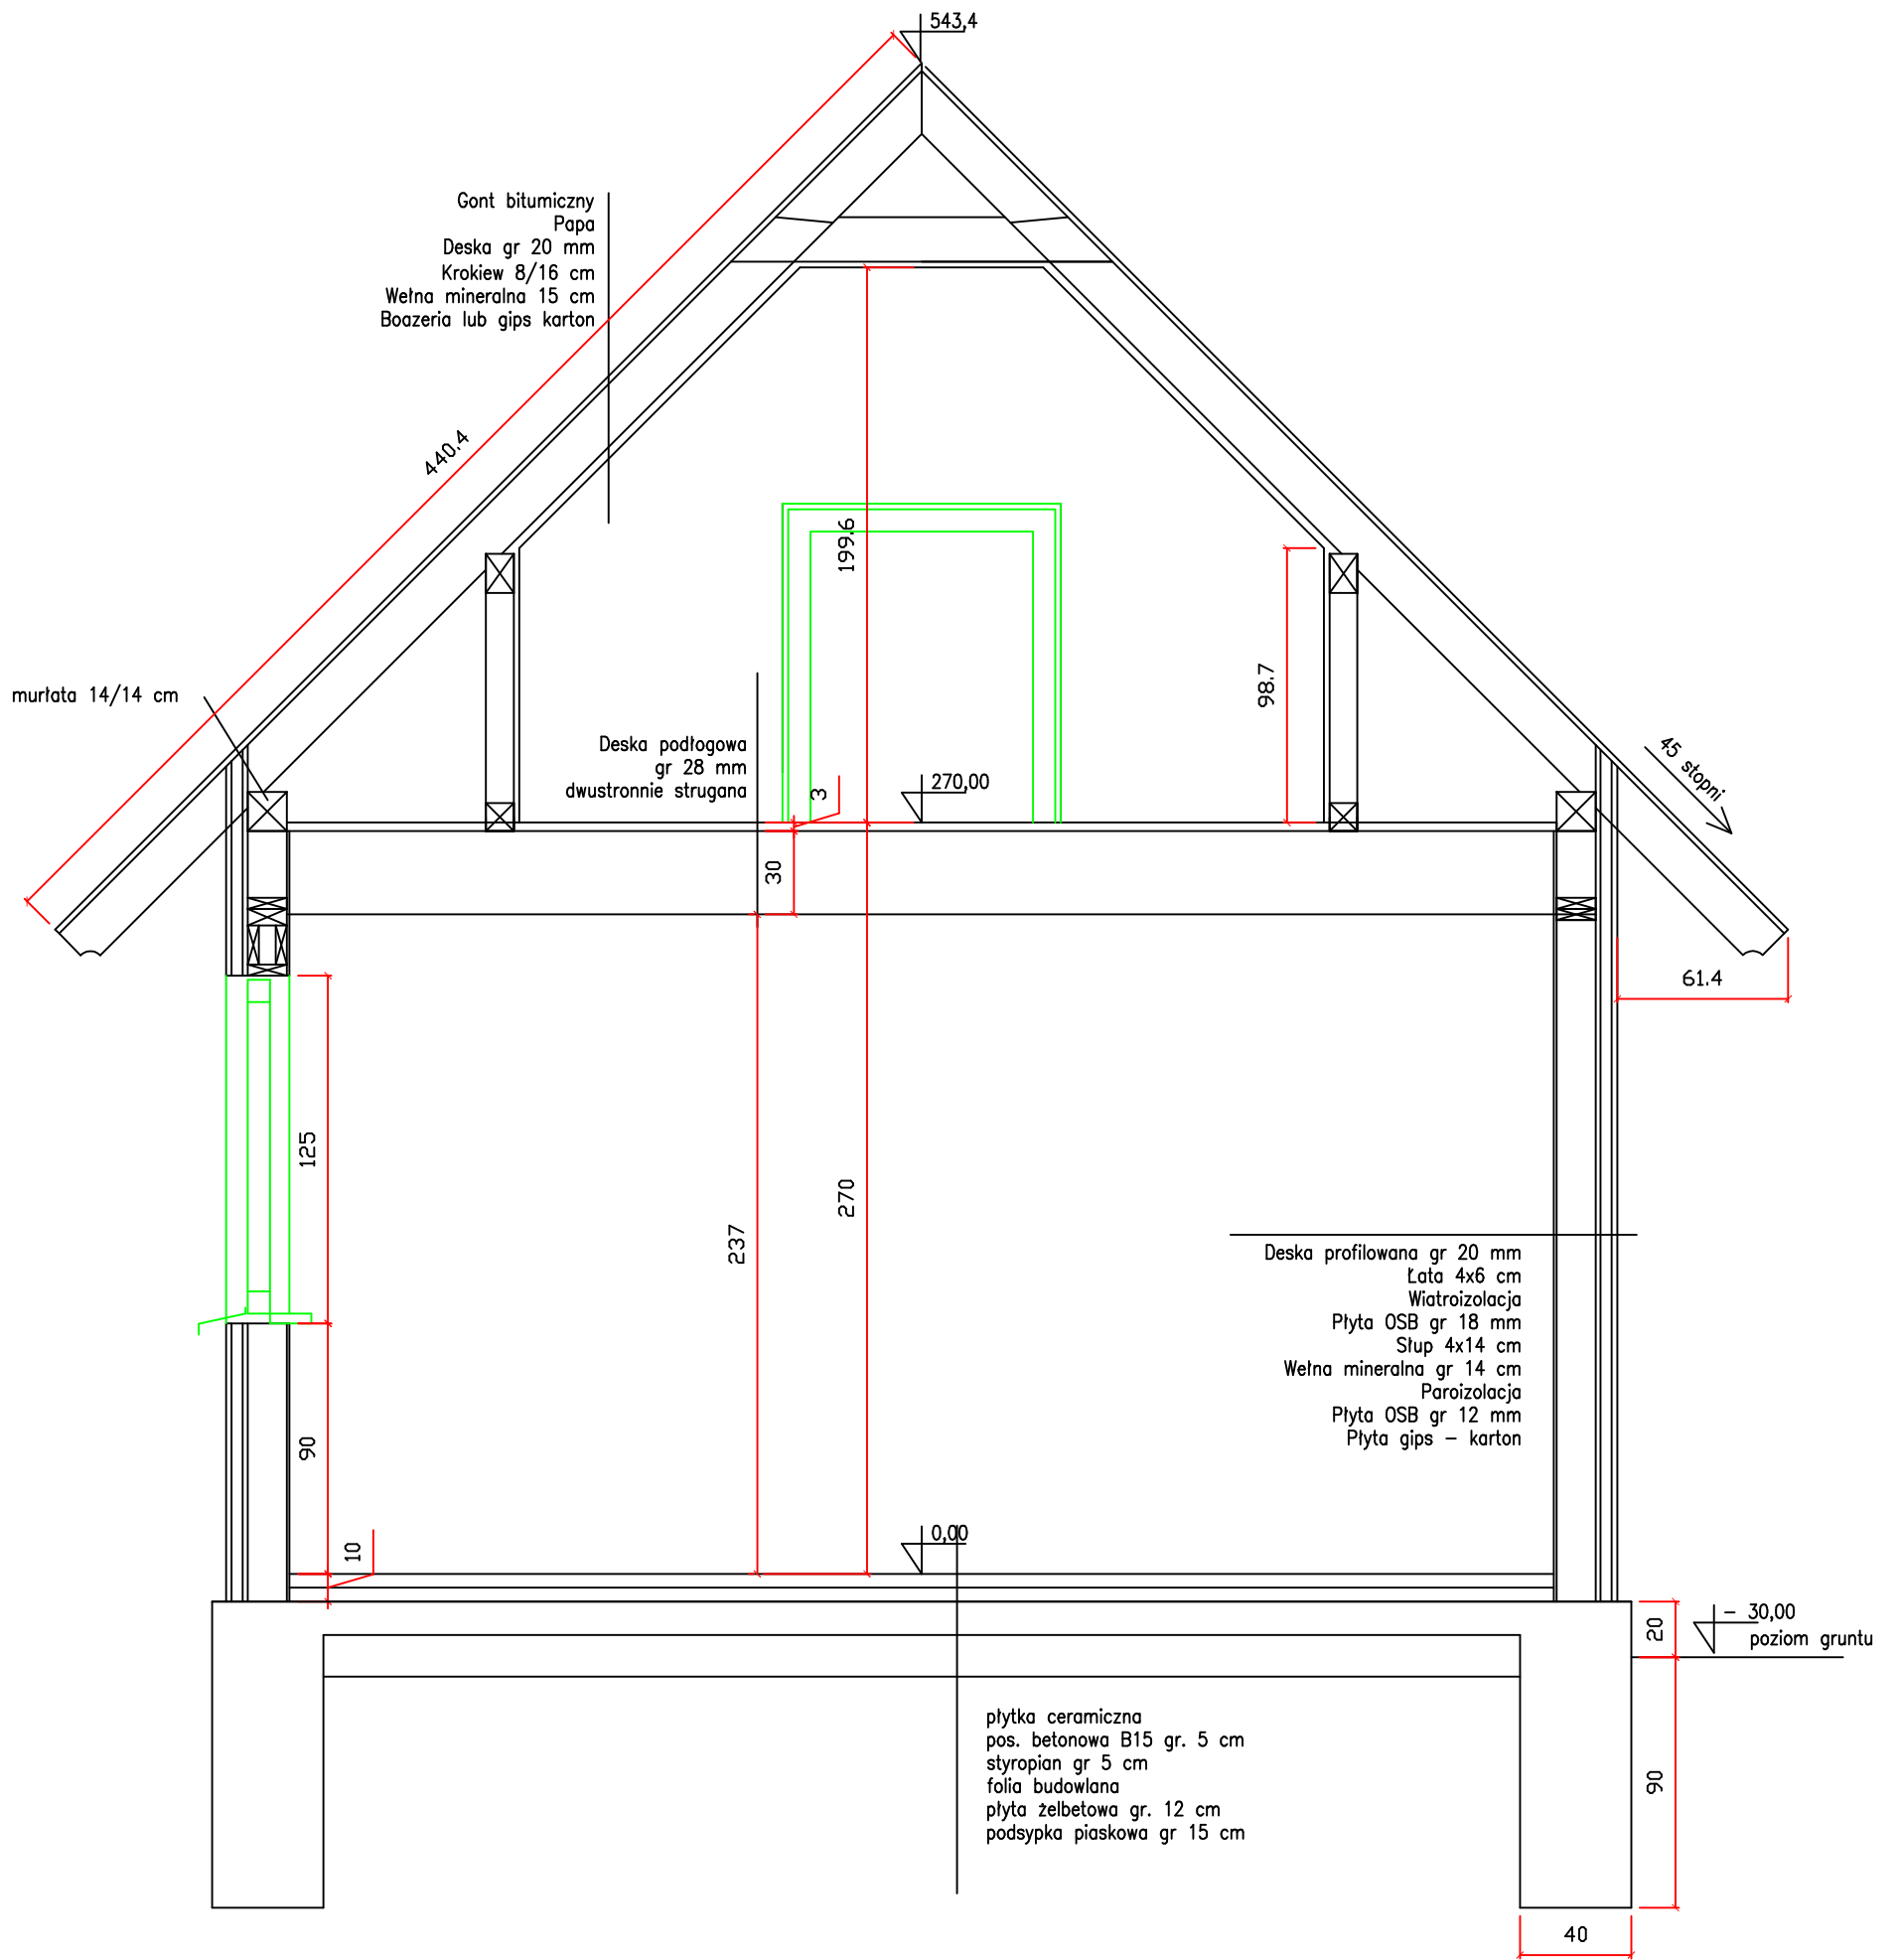 543,4
Gont bitumiczny
Papa
Deska gr 20 mm
Krokiew 8/16 cm
Wełna mineralna 15 cm
Boazeria lub gips karton
440.4
199.6
98.7
murłata 14/14 cm
Deska podłogowa
gr 28 mm
dwustronnie strugana
3
270,00
45 stopni
30
61.4
125
270
237
Deska profilowana gr 20 mm
Łata 4x6 cm
Wiatroizolacja
Płyta OSB gr 18 mm
Słup 4x14 cm
Wełna mineralna gr 14 cm
Paroizolacja
Płyta OSB gr 12 mm
Płyta gips – karton
90
10
0,00
20
– 30,00
poziom gruntu
płytka ceramiczna
pos. betonowa B15 gr. 5 cm
styropian gr 5 cm
folia budowlana
płyta żelbetowa gr. 12 cm
podsypka piaskowa gr 15 cm
90
40